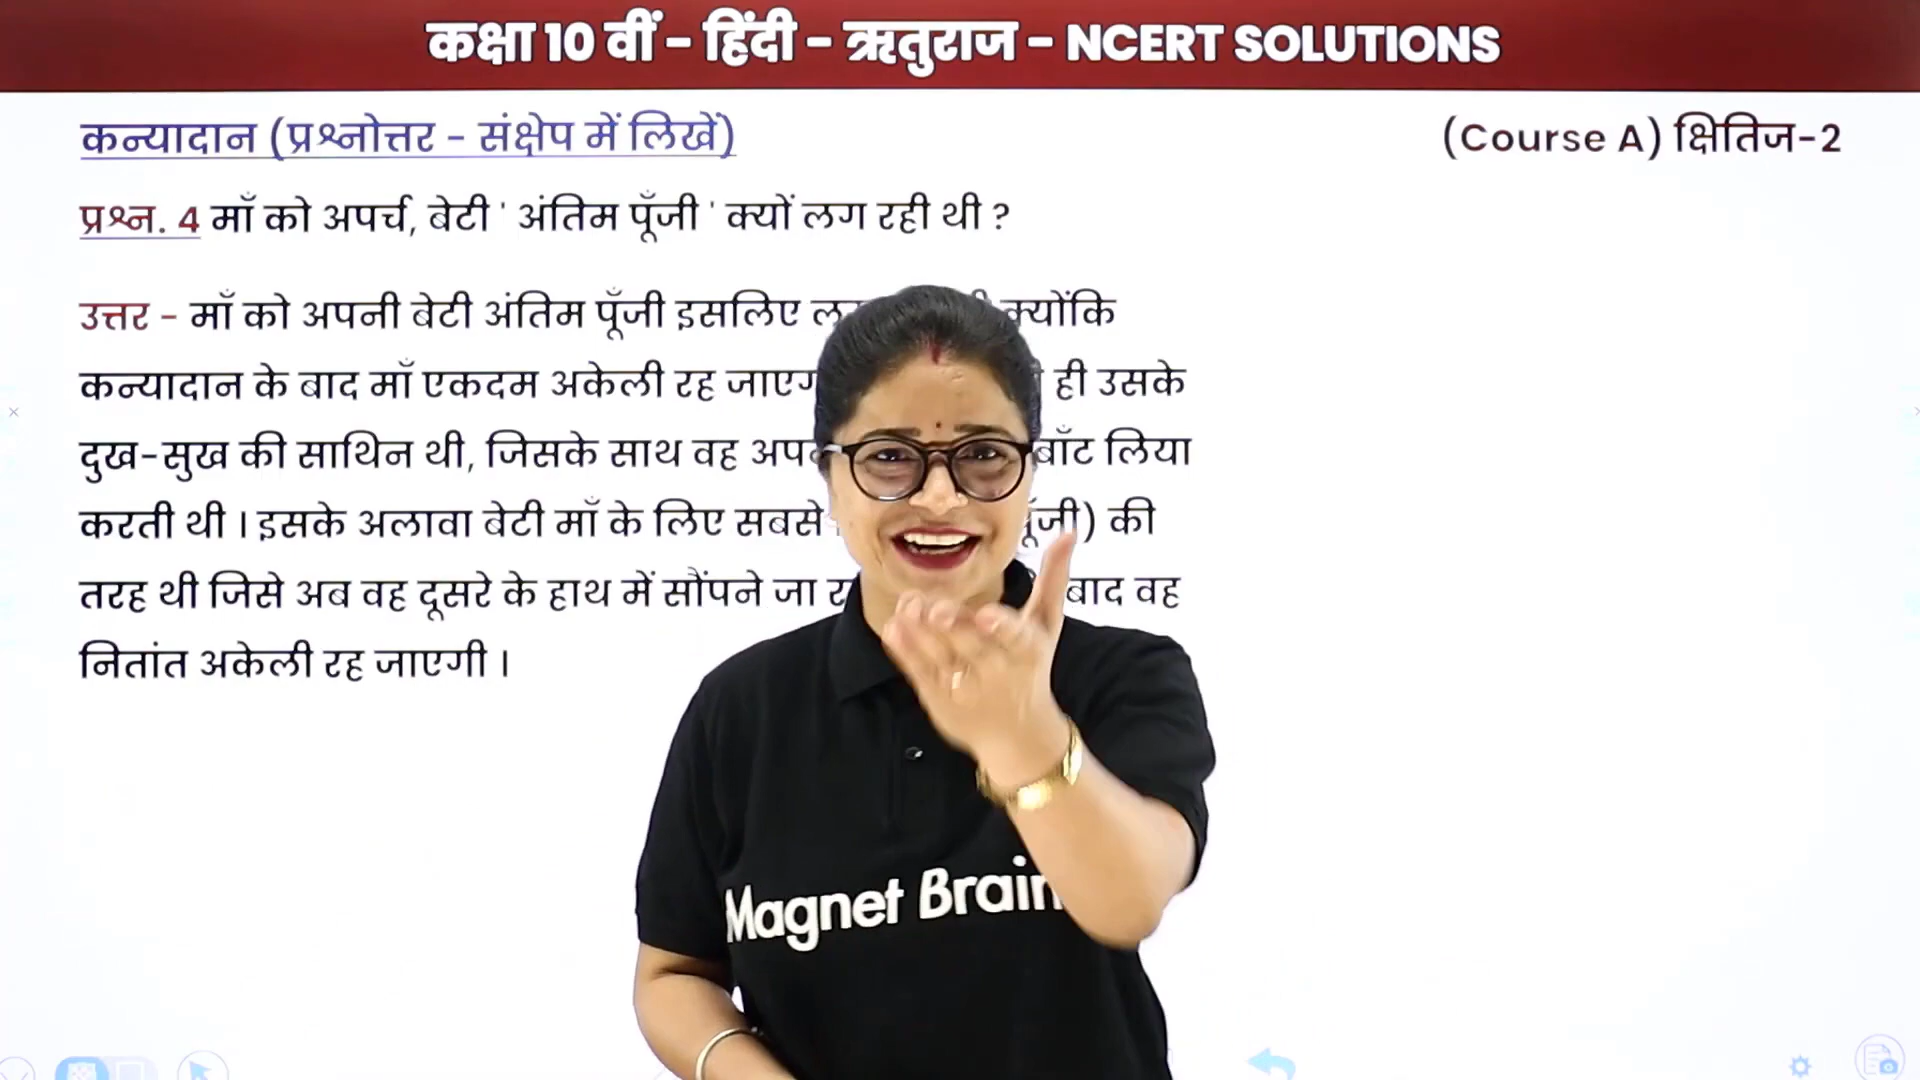 कक्षा 10 वीं - हिंदी - ऋतुराज - NCERT SOLUTIONS
कन्यादान (प्रश्नोत्तर - संक्षेप में लिखें)
(Course A) क्षितिज-2
प्रश्न. 4 माँ को अपर्च, बेटी ' अंतिम पूँजी ' क्यों लग रही थी ?
उत्तर - माँ को अपनी बेटी अंतिम पूँजी इसलिए क्योंकि
कन्यादान के बाद माँ एकदम अकेली रह ही उसके
दुख-सुख की साथिन थी, जिसके साथ वह बाँट लिया
करती थी । इसके अलावा बेटी माँ के लिए सबसे की
तरह थी जिसे अब वह दूसरे के हाथ में सौंपने जा बाद वह
नितांत अकेली रह जाएगी ।
Magnet Brain